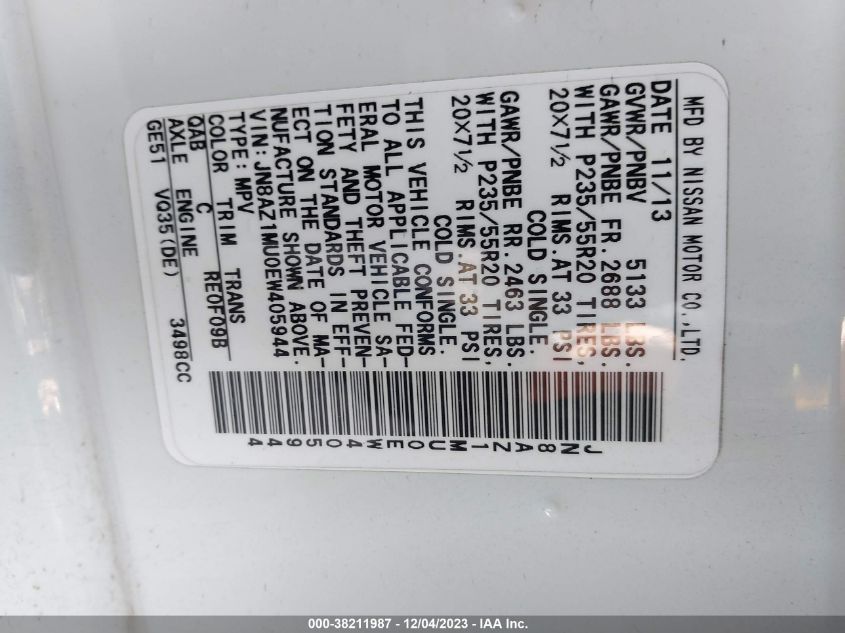 MFD BY NISSAN MOTOR CO.,LTD.
DATE 11/13
GVWR/PNBV 5133 LBS.
GAWR/PNBE FR.2688 LBS.
WITH P235/55R20 TIRES,
20X7½ RIMS.AT 33 PSI
COLD SINGLE.
GAWR/PNBE RR.2463 LBS.
WITH P235/55R20 TIRES,
20X7½ RIMS.AT 33 PSI
COLD SINGLE.
THIS VEHICLE CONFORMS
TO ALL APPLICABLE FED-
ERAL MOTOR VEHICLE SA-
FETY AND THEFT PREVEN-
TION STANDARDS IN EFF-
ECT ON THE DATE OF MA-
NUFACTURE SHOWN ABOVE.
VIN:JN8AZ1MU0EW405944
TYPE:MPV
COLOR TRIM TRANS
QAB C RE0F09B
AXLE ENGINE
GE51 VQ35(DE) 3498CC
JN8AZ1MU0EW405944
000-38211987 - 12/04/2023 - IAA Inc.